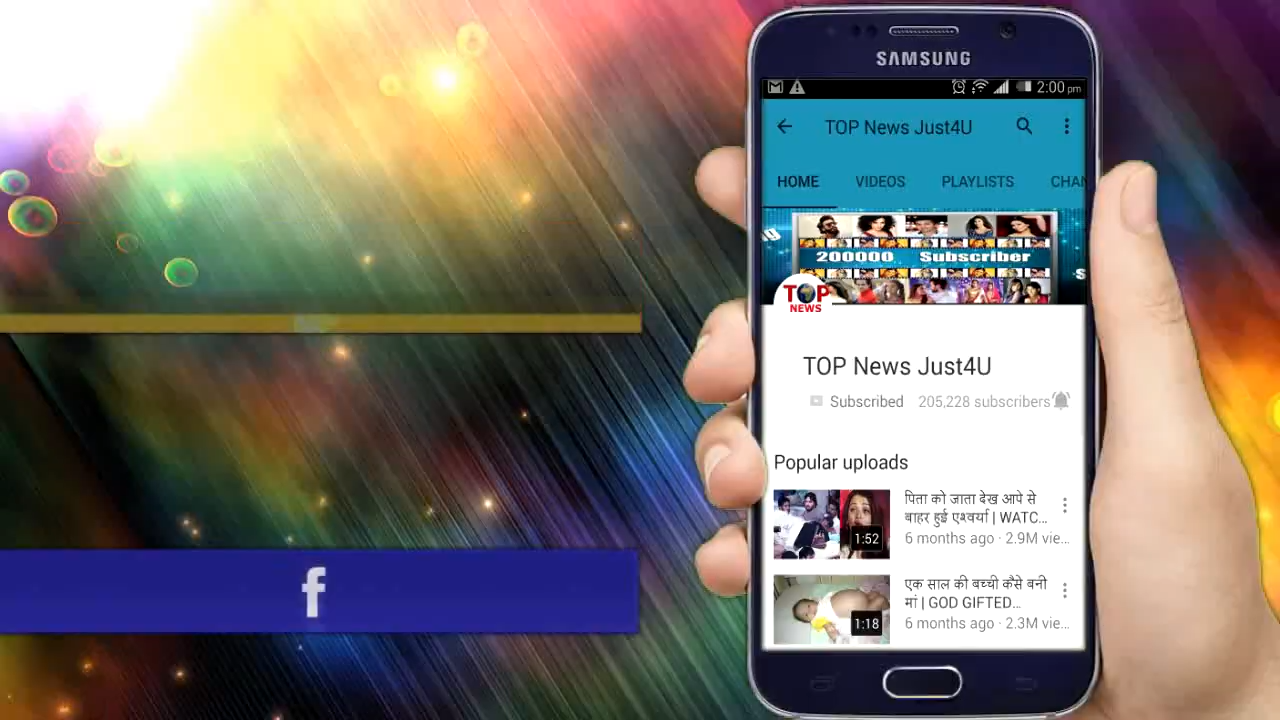 SAMSUNG
2:00 pm
TOP News Just4U
HOME VIDEOS PLAYLISTS CHAN
200000 Subscriber
TOP
NEWS
TOP News Just4U
Subscribed 205,228 subscribers
Popular uploads
पिता को जाता देख आपे से
बाहर हुई एश्वर्या | WATC...
1:52
6 months ago · 2.9M vie...
एक साल की बच्ची कैसे बनी
मां | GOD GIFTED...
1:18
6 months ago · 2.3M vie...
f